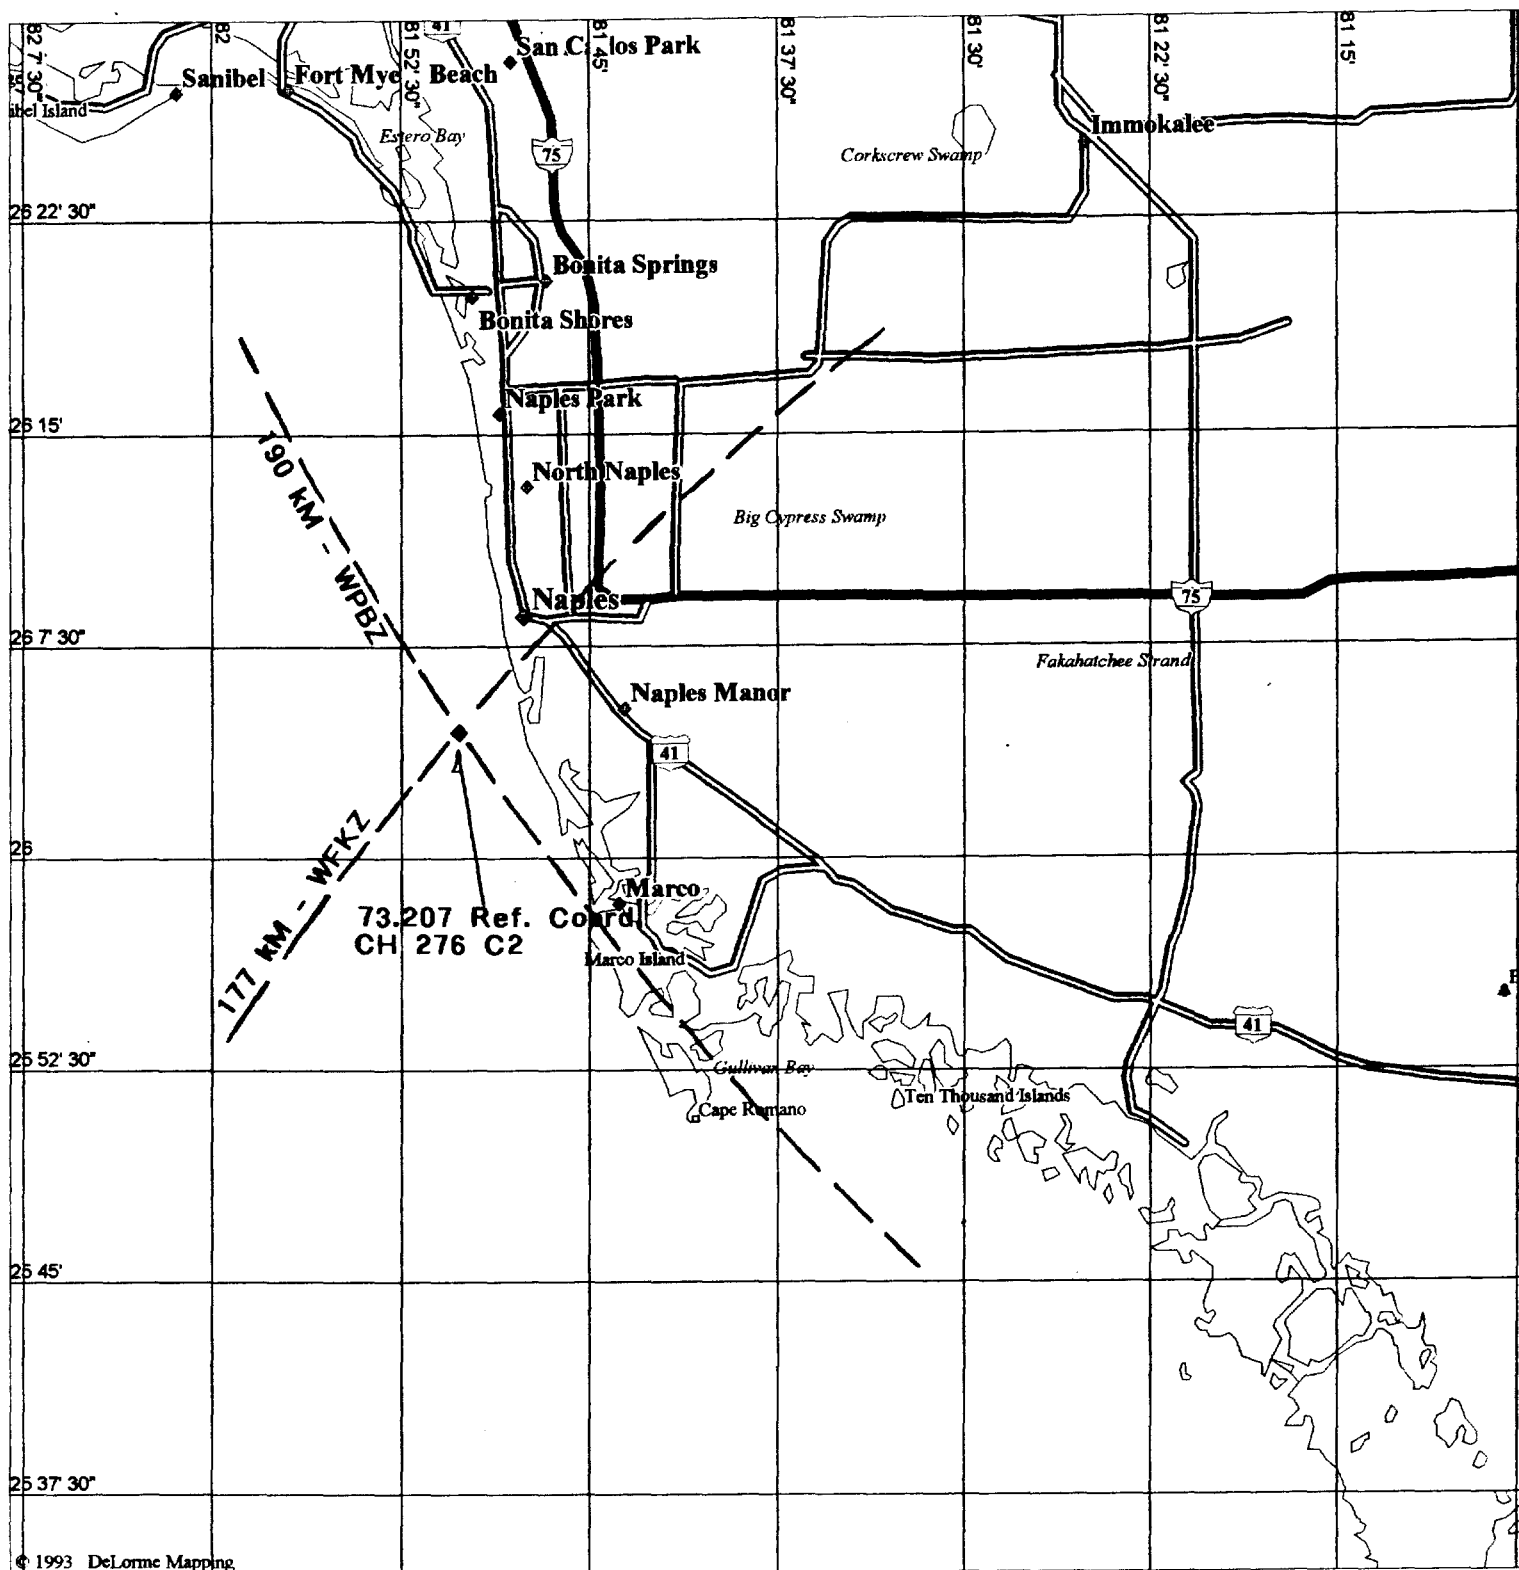 82 7' 30"
82
81 52' 30"
81 45'
81 37' 30"
81 30'
81 22' 30"
81 15'
41
San Carlos Park
Sanibel
Fort Mye Beach
ibel Island
Estero Bay
75
Immokalee
Corkscrew Swamp
26 22' 30"
Bonita Springs
Bonita Shores
Naples Park
26 15'
190 kM - WPBZ
North Naples
Big Cypress Swamp
Naples
75
26 7' 30"
Fakahatchee Strand
Naples Manor
41
26
177 kM - WFKZ
Marco
73.207 Ref. Coord
CH 276 C2
Marco Island
41
25 52' 30"
Gullivan Bay
Ten Thousand Islands
Cape Romano
25 45'
25 37' 30"
© 1993 DeLorme Mapping